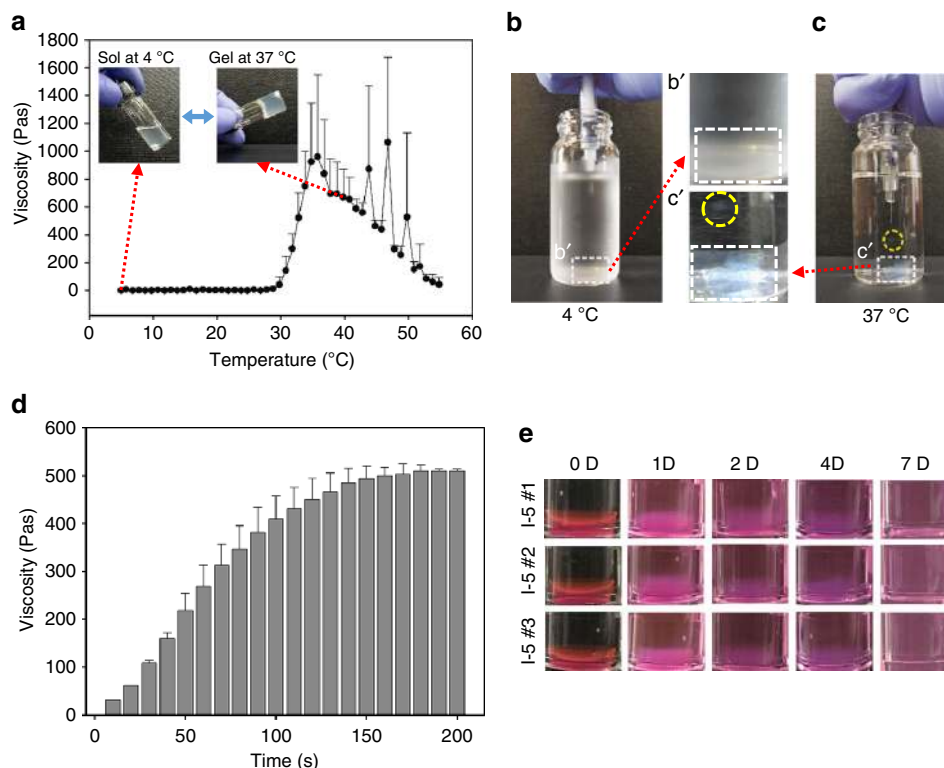 a
1800
1600
1400
1200
1000
800
600
400
200
0
Viscosity (Pas)
Sol at 4 °C
Gel at 37 °C
0 10 20 30 40 50 60
Temperature (°C)
b
b′
4 °C
b′
c′
c
c′
37 °C
d
600
500
400
300
200
100
0
Viscosity (Pas)
0 50 100 150 200
Time (s)
e
0 D 1D 2 D 4D 7 D
I-5 #1
I-5 #2
I-5 #3